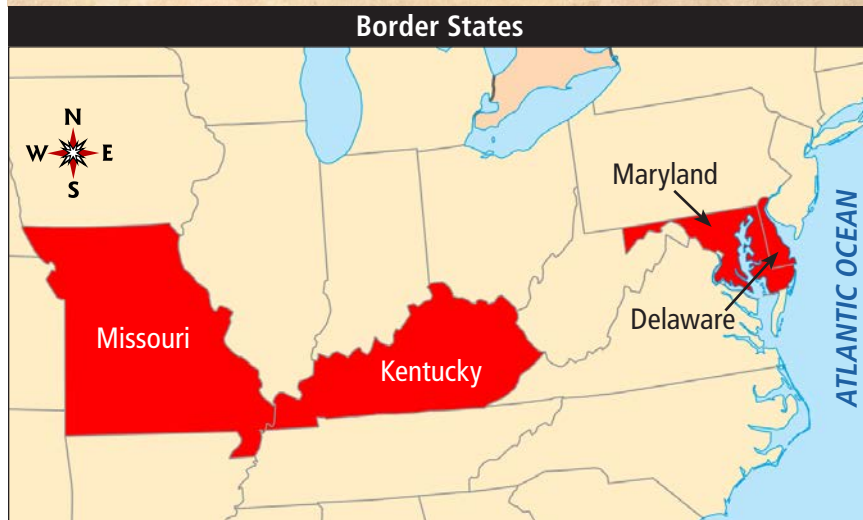 Border States
N
W E
S
Maryland
Missouri
Kentucky
Delaware
ATLANTIC OCEAN